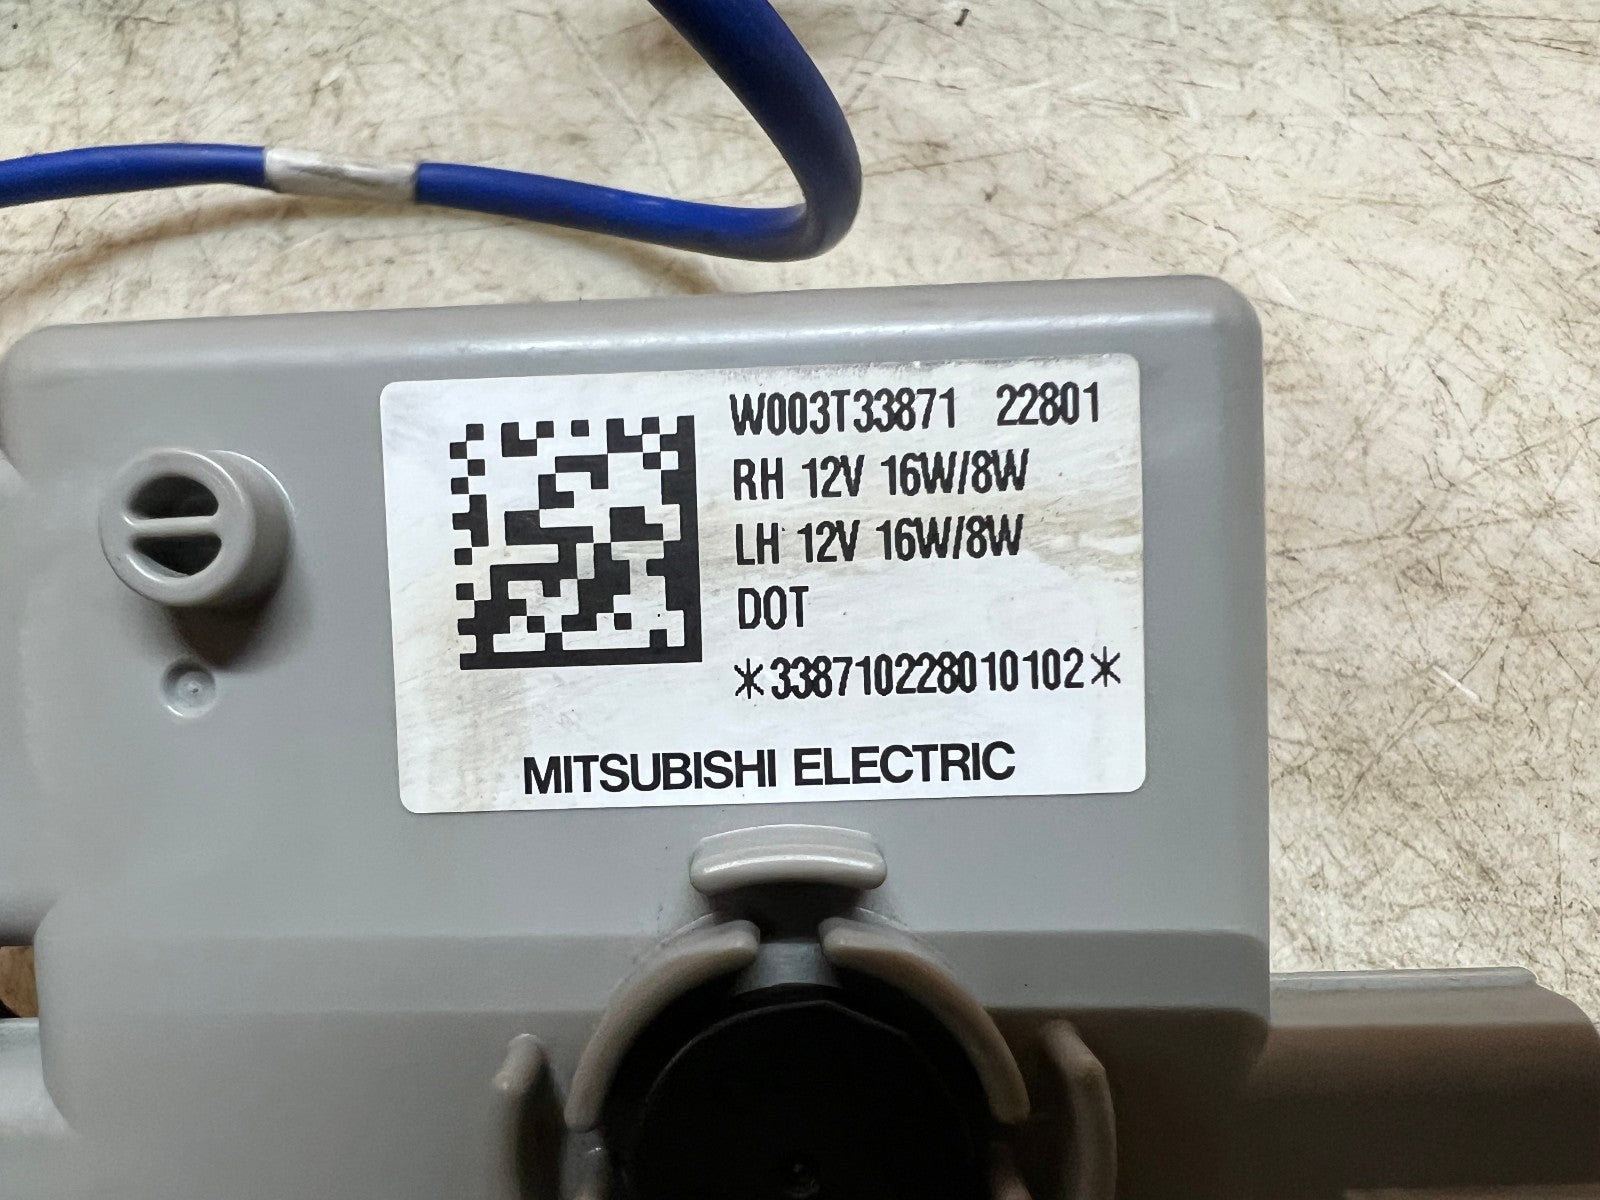 W003T33871 22801
RH 12V 16W/8W
LH 12V 16W/8W
DOT
*338710228010102*
MITSUBISHI ELECTRIC